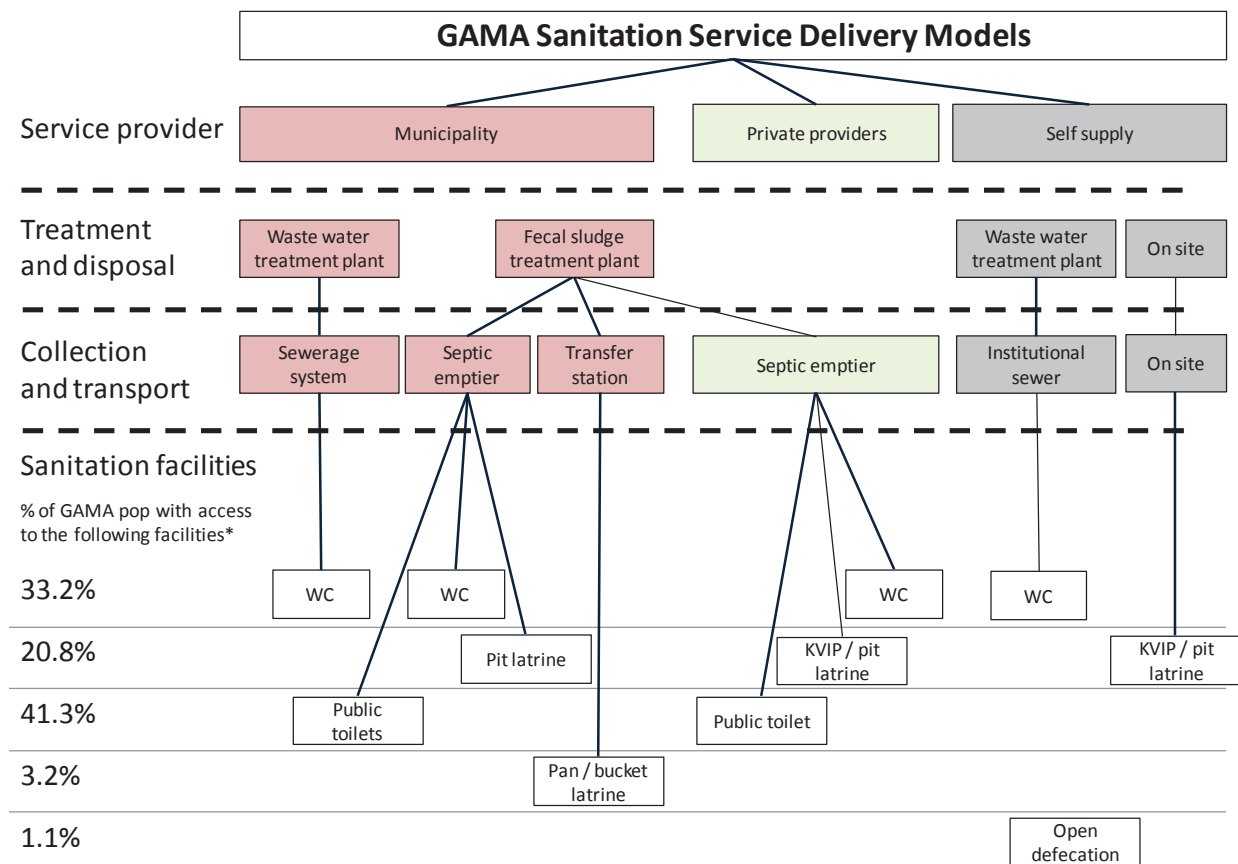 GAMA Sanitation Service Delivery Models
Service provider
Municipality
Private providers
Self supply
Treatment
and disposal
Waste water
treatment plant
Fecal sludge
treatment plant
Waste water
treatment plant
On site
Collection
and transport
Sewerage
system
Septic
emptier
Transfer
station
Septic emptier
Institutional
sewer
On site
Sanitation facilities
% of GAMA pop with access
to the following facilities*
33.2%
WC
WC
WC
WC
20.8%
Pit latrine
KVIP / pit
latrine
KVIP / pit
latrine
41.3%
Public
toilets
Public toilet
3.2%
Pan / bucket
latrine
1.1%
Open
defecation